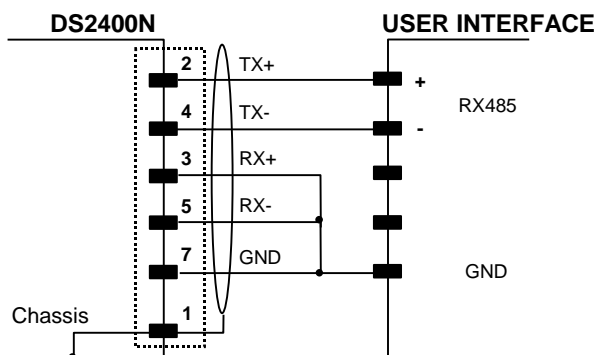 DS2400N USER INTERFACE
2 TX+ +
RX485
4 TX- -
3 RX+
5 RX-
7 GND GND
Chassis 1